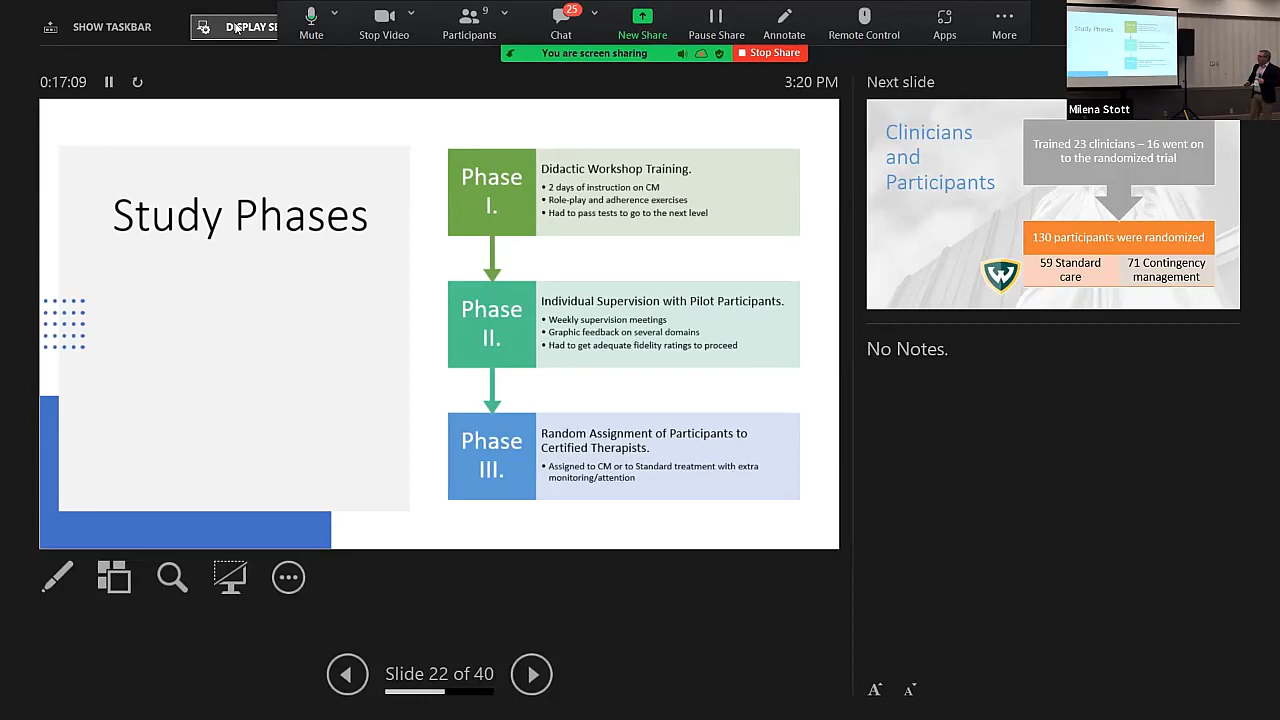 SHOW TASKBAR
DISPLAY SE
Mute
Stop Video
9
Participants
25
Chat
New Share
Pause Share
Annotate
Remote Control
Apps
More
You are screen sharing
Stop Share
Study Phases
Milena Stott
0:17:09
3:20 PM
Study Phases
Phase I.
Didactic Workshop Training.
• 2 days of instruction on CM
• Role-play and adherence exercises
• Had to pass tests to go to the next level
Phase II.
Individual Supervision with Pilot Participants.
• Weekly supervision meetings
• Graphic feedback on several domains
• Had to get adequate fidelity ratings to proceed
Phase III.
Random Assignment of Participants to
Certified Therapists.
• Assigned to CM or to Standard treatment with extra
monitoring/attention
Next slide
Clinicians
and
Participants
Trained 23 clinicians – 16 went on
to the randomized trial
130 participants were randomized
59 Standard
care
71 Contingency
management
W
No Notes.
Slide 22 of 40
A
A